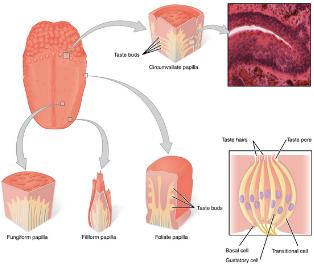 Taste buds
Circumvallate papilla
Taste hairs
Taste pore
Taste buds
Fungiform papilla
Filiform papilla
Foliate papilla
Basal cell
Transitional cell
Gustatory cell